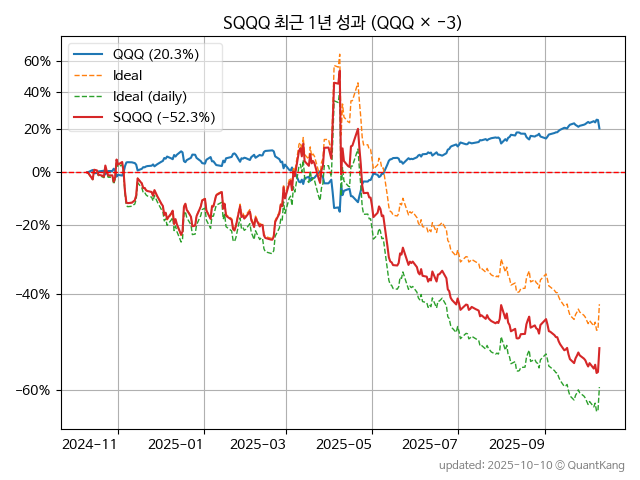 SQQQ 최근 1년 성과 (QQQ × −3)
QQQ (20.3%)
Ideal
Ideal (daily)
SQQQ (−52.3%)
60%
40%
20%
0%
−20%
−40%
−60%
2024-11
2025-01
2025-03
2025-05
2025-07
2025-09
updated: 2025-10-10 © QuantKang